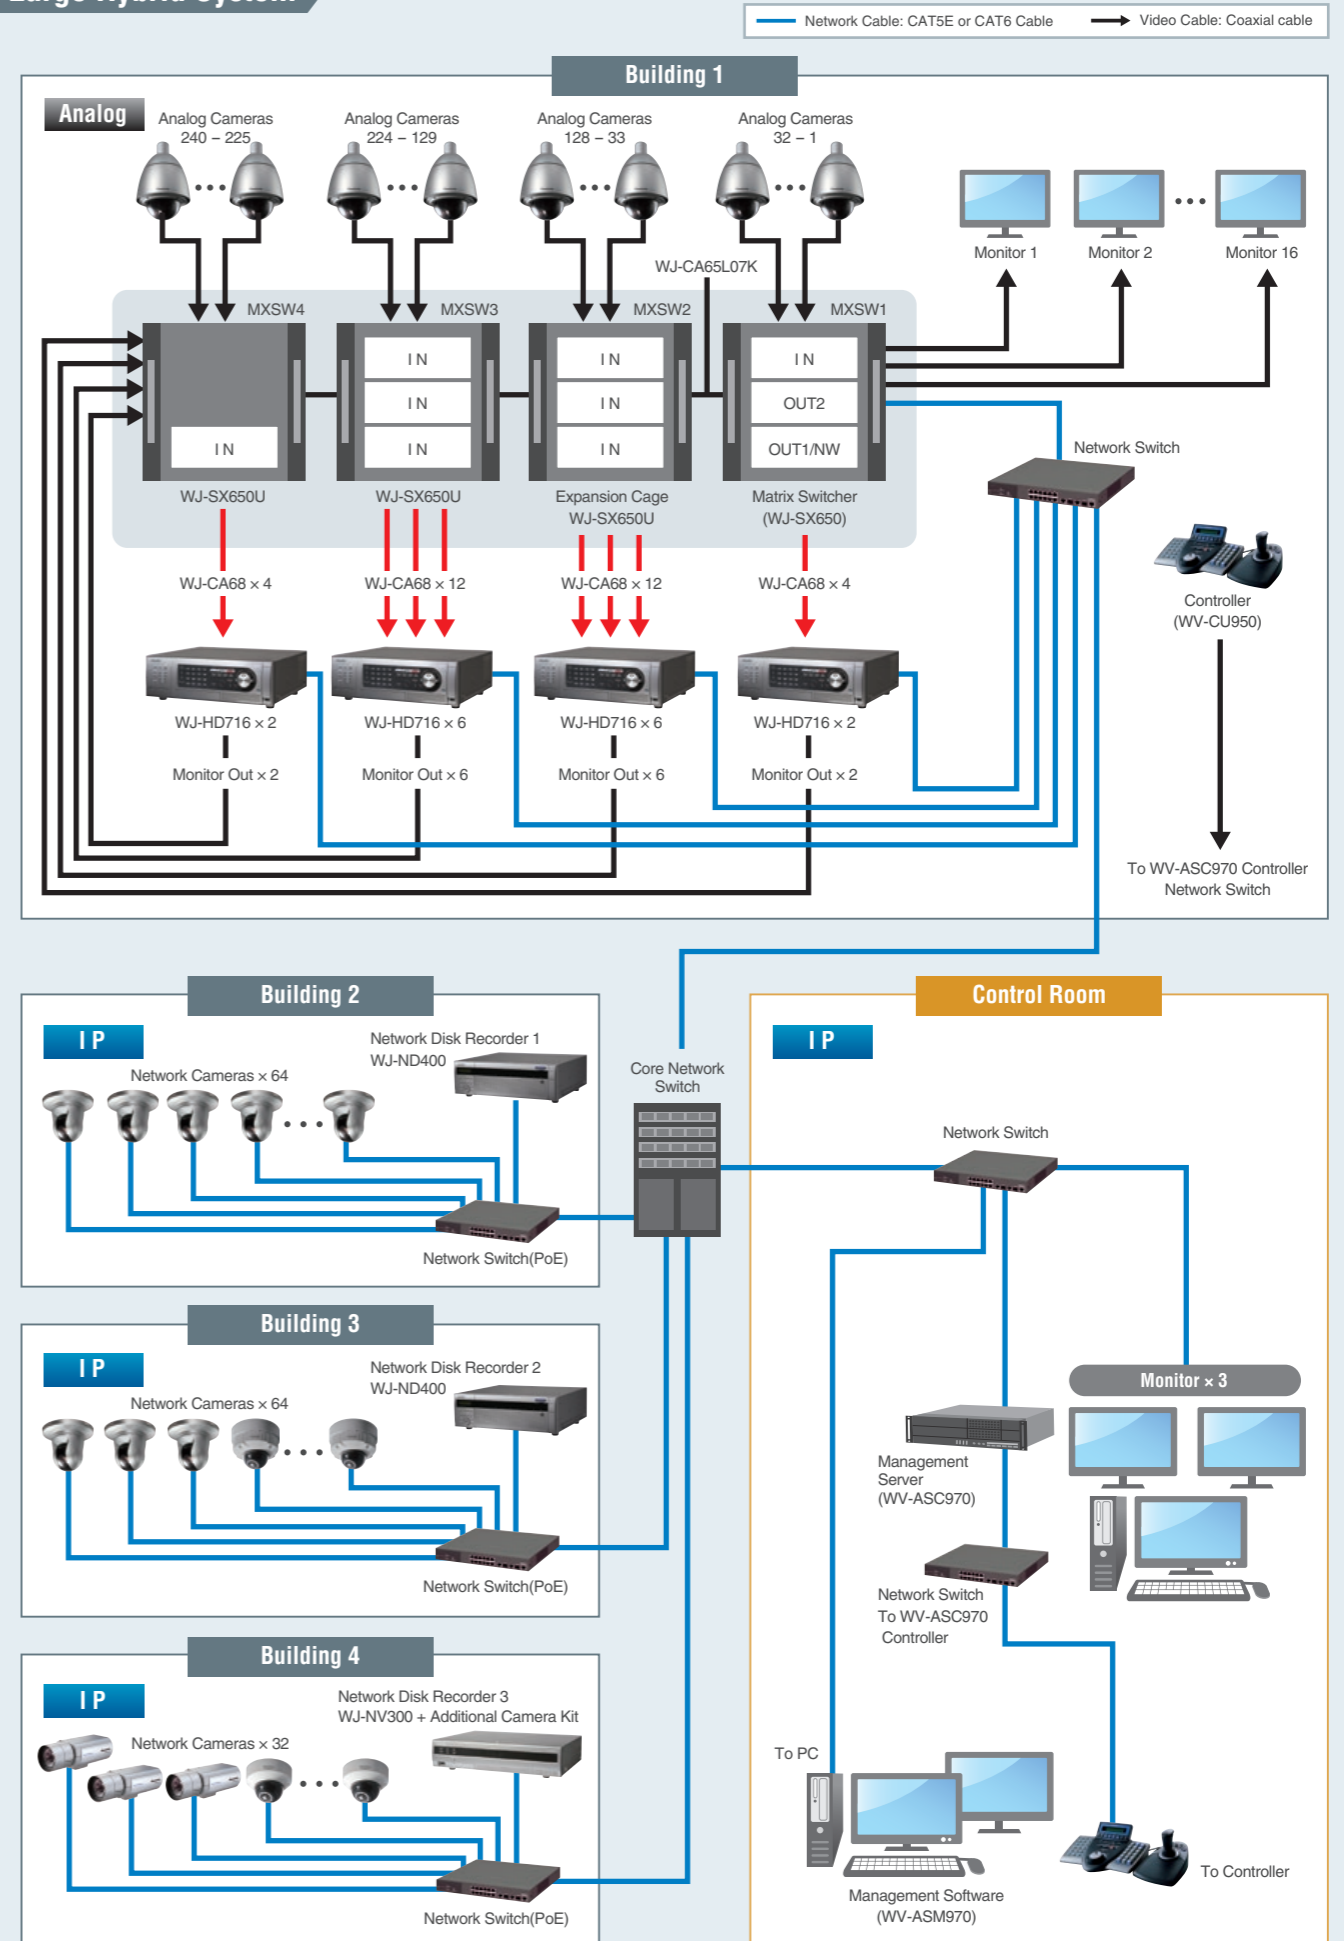 Large Hybrid System
Network Cable: CAT5E or CAT6 Cable
Video Cable: Coaxial cable
Building 1
Analog
Analog Cameras
240 – 225
Analog Cameras
224 – 129
Analog Cameras
128 – 33
Analog Cameras
32 – 1
Monitor 1
Monitor 2
Monitor 16
WJ-CA65L07K
MXSW4
MXSW3
MXSW2
MXSW1
IN
IN
IN
IN
IN
IN
IN
IN
OUT2
OUT1/NW
WJ-SX650U
WJ-SX650U
Expansion Cage
WJ-SX650U
Matrix Switcher
(WJ-SX650)
Network Switch
WJ-CA68 × 4
WJ-CA68 × 12
WJ-CA68 × 12
WJ-CA68 × 4
Controller
(WV-CU950)
WJ-HD716 × 2
WJ-HD716 × 6
WJ-HD716 × 6
WJ-HD716 × 2
Monitor Out × 2
Monitor Out × 6
Monitor Out × 6
Monitor Out × 2
To WV-ASC970 Controller
Network Switch
Building 2
IP
Network Cameras × 64
Network Disk Recorder 1
WJ-ND400
Network Switch(PoE)
Core Network
Switch
Building 3
IP
Network Cameras × 64
Network Disk Recorder 2
WJ-ND400
Network Switch(PoE)
Building 4
IP
Network Cameras × 32
Network Disk Recorder 3
WJ-NV300 + Additional Camera Kit
Network Switch(PoE)
Control Room
IP
Network Switch
Monitor × 3
Management
Server
(WV-ASC970)
Network Switch
To WV-ASC970
Controller
To PC
Management Software
(WV-ASM970)
To Controller